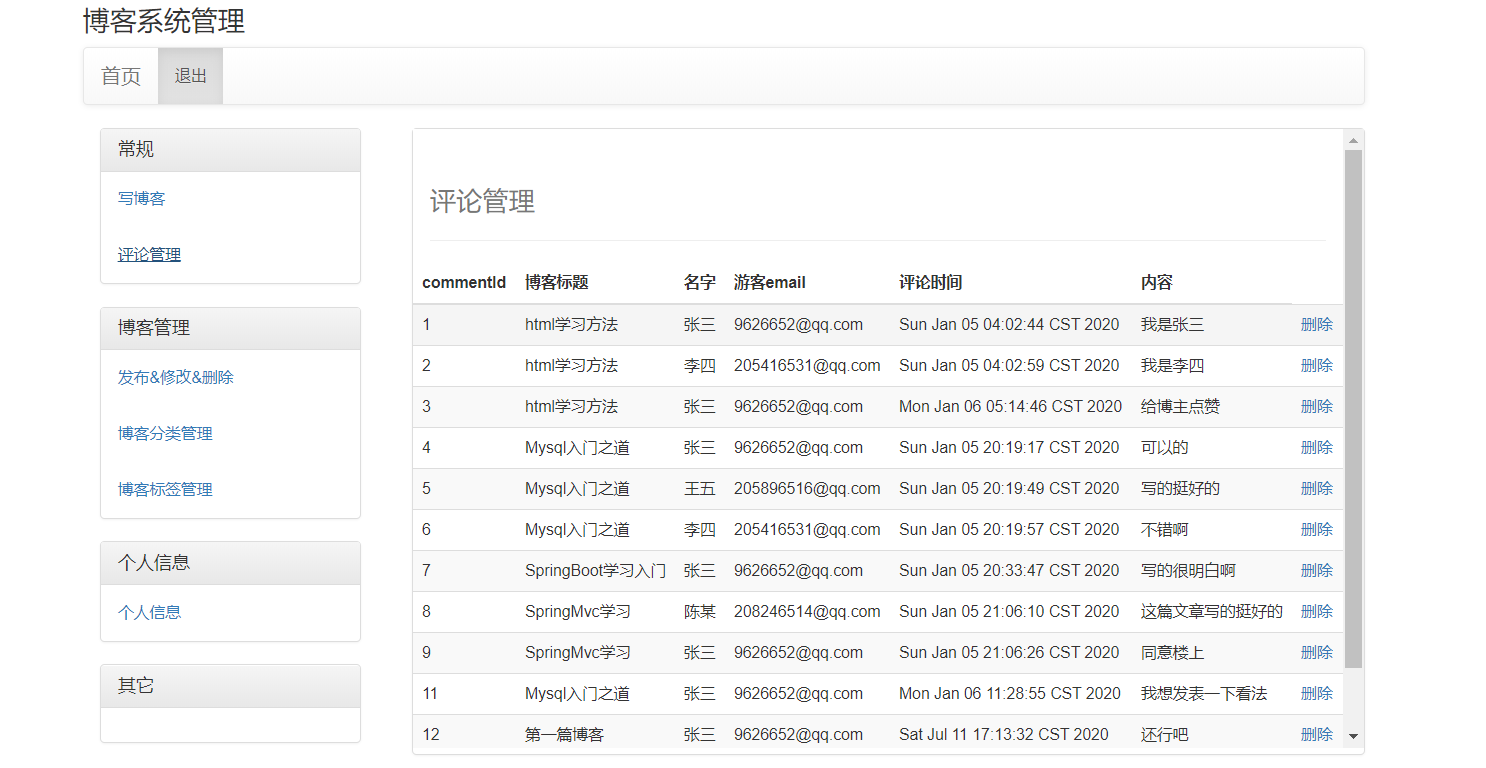 博客系统管理
首页 退出
常规
写博客
评论管理
博客管理
发布&修改&删除
博客分类管理
博客标签管理
个人信息
个人信息
其它
评论管理
commentId 博客标题 名字 游客email 评论时间 内容
1 html学习方法 张三 9626652@qq.com Sun Jan 05 04:02:44 CST 2020 我是张三 删除
2 html学习方法 李四 205416531@qq.com Sun Jan 05 04:02:59 CST 2020 我是李四 删除
3 html学习方法 张三 9626652@qq.com Mon Jan 06 05:14:46 CST 2020 给博主点赞 删除
4 Mysql入门之道 张三 9626652@qq.com Sun Jan 05 20:19:17 CST 2020 可以的 删除
5 Mysql入门之道 王五 205896516@qq.com Sun Jan 05 20:19:49 CST 2020 写的挺好的 删除
6 Mysql入门之道 李四 205416531@qq.com Sun Jan 05 20:19:57 CST 2020 不错啊 删除
7 SpringBoot学习入门 张三 9626652@qq.com Sun Jan 05 20:33:47 CST 2020 写的很明白啊 删除
8 SpringMvc学习 陈某 208246514@qq.com Sun Jan 05 21:06:10 CST 2020 这篇文章写的挺好的 删除
9 SpringMvc学习 张三 9626652@qq.com Sun Jan 05 21:06:26 CST 2020 同意楼上 删除
11 Mysql入门之道 张三 9626652@qq.com Mon Jan 06 11:28:55 CST 2020 我想发表一下看法 删除
12 第一篇博客 张三 9626652@qq.com Sat Jul 11 17:13:32 CST 2020 还行吧 删除